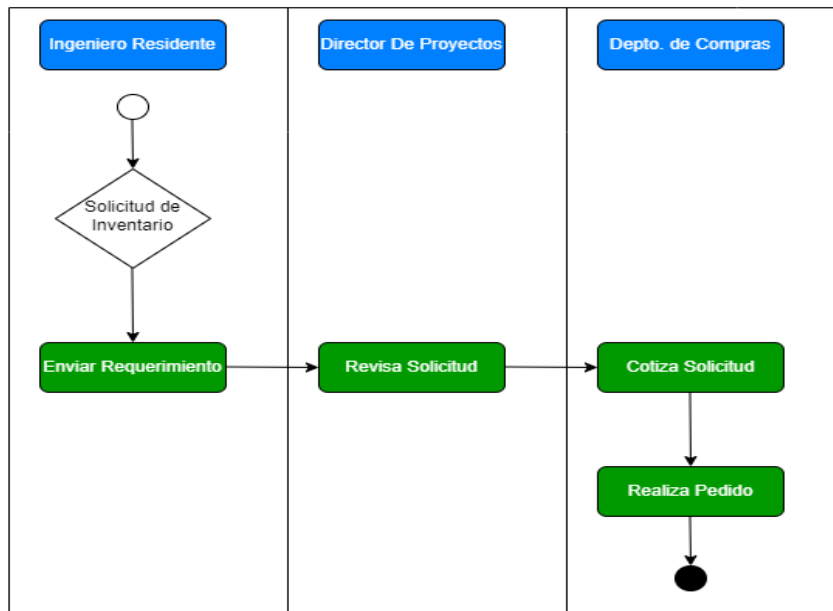 Ingeniero Residente
Director De Proyectos
Depto. de Compras
Solicitud de
Inventario
Enviar Requerimiento
Revisa Solicitud
Cotiza Solicitud
Realiza Pedido